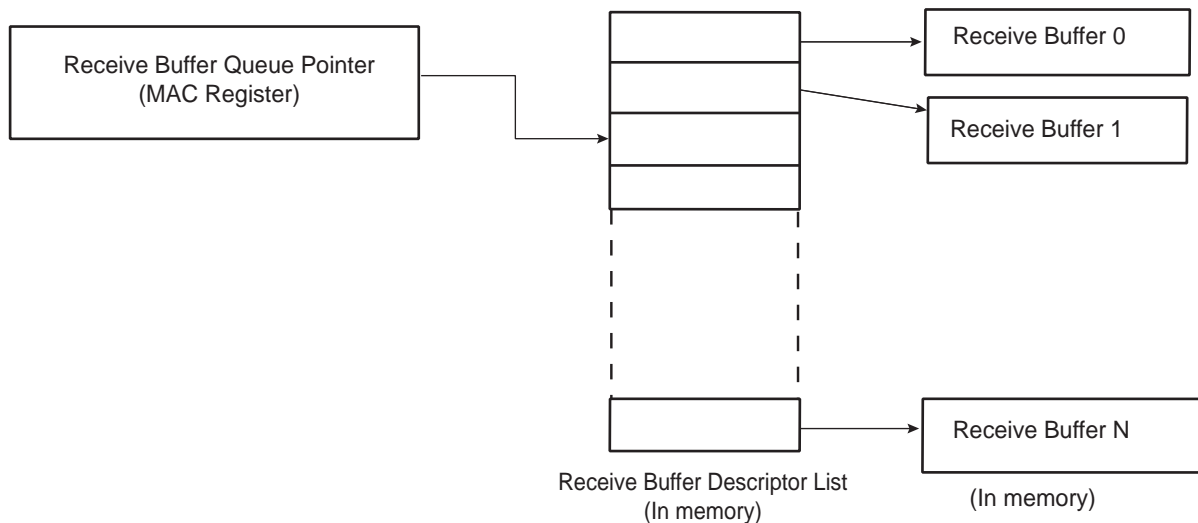 Receive Buffer Queue Pointer
(MAC Register)
Receive Buffer 0
Receive Buffer 1
Receive Buffer N
Receive Buffer Descriptor List
(In memory)
(In memory)